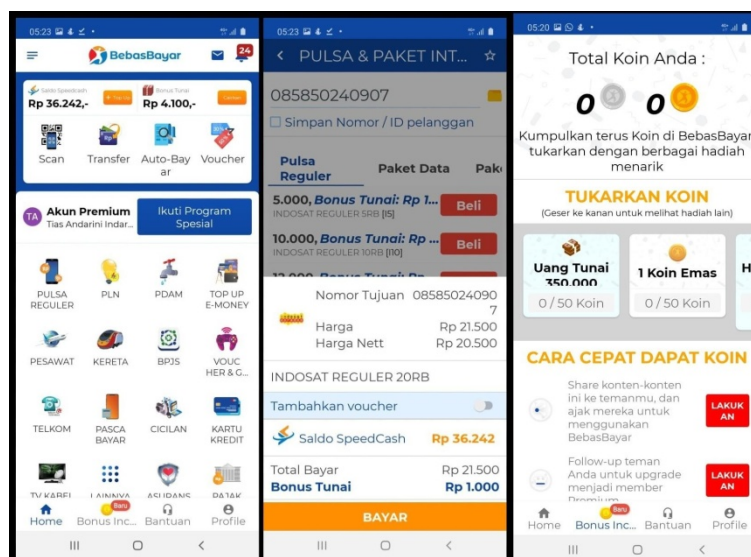 05:23
BebasBayar
24
Saldo Speedcash
Rp 36.242,-
Bonus Tunai
Rp 4.100,-
Scan
Transfer
Auto-Bay
ar
Voucher
TA
Akun Premium
Tias Andarini Indar...
Ikuti Program
Spesial
PULSA
REGULER
PLN
PDAM
TOP UP
E-MONEY
PESAWAT
KERETA
BPJS
VOUC
HER & G...
TELKOM
PASCA
BAYAR
CICILAN
KARTU
KREDIT
TV KABEL
LAINNYA
ASURANS
PAJAK
Baru
Home
Bonus Inc...
Bantuan
Profile
05:23
PULSA & PAKET INT...
085850240907
Simpan Nomor / ID pelanggan
Pulsa
Reguler
Paket Data
Pak
5.000, Bonus Tunai: Rp 1...
INDOSAT REGULER 5RB [I5]
Beli
10.000, Bonus Tunai: Rp ...
INDOSAT REGULER 10RB [I10]
Beli
12.000, Bonus Tunai: Rp
Nomor Tujuan 08585024090
7
Harga Rp 21.500
Harga Nett Rp 20.500
INDOSAT REGULER 20RB
Tambahkan voucher
Saldo SpeedCash Rp 36.242
Total Bayar Rp 21.500
Bonus Tunai Rp 1.000
BAYAR
05:20
Total Koin Anda :
0 0
Kumpulkan terus Koin di BebasBayar
tukarkan dengan berbagai hadiah
menarik
TUKARKAN KOIN
(Geser ke kanan untuk melihat hadiah lain)
Uang Tunai
350.000
0 / 50 Koin
1 Koin Emas
0 / 50 Koin
H
CARA CEPAT DAPAT KOIN
Share konten-konten
ini ke temanmu, dan
ajak mereka untuk
menggunakan
BebasBayar
LAKUK
AN
Follow-up teman
Anda untuk upgrade
menjadi member
Premium
LAKUK
AN
Baru
Home
Bonus Inc...
Bantuan
Profile